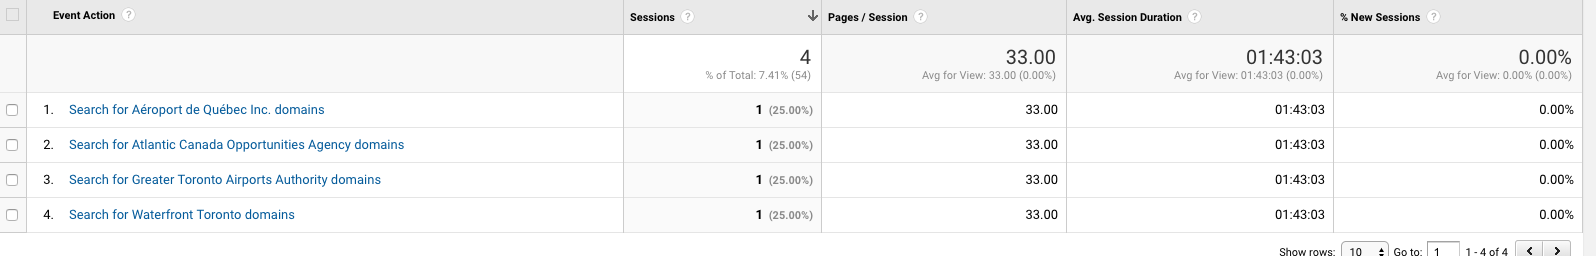 Event Action ? Sessions ? Pages / Session ? Avg. Session Duration ? % New Sessions ?
4 33.00 01:43:03 0.00%
% of Total: 7.41% (54) Avg for View: 33.00 (0.00%) Avg for View: 01:43:03 (0.00%) Avg for View: 0.00% (0.00%)
1. Search for Aéroport de Québec Inc. domains 1 (25.00%) 33.00 01:43:03 0.00%
2. Search for Atlantic Canada Opportunities Agency domains 1 (25.00%) 33.00 01:43:03 0.00%
3. Search for Greater Toronto Airports Authority domains 1 (25.00%) 33.00 01:43:03 0.00%
4. Search for Waterfront Toronto domains 1 (25.00%) 33.00 01:43:03 0.00%
Show rows: 10 Go to: 1 1 - 4 of 4